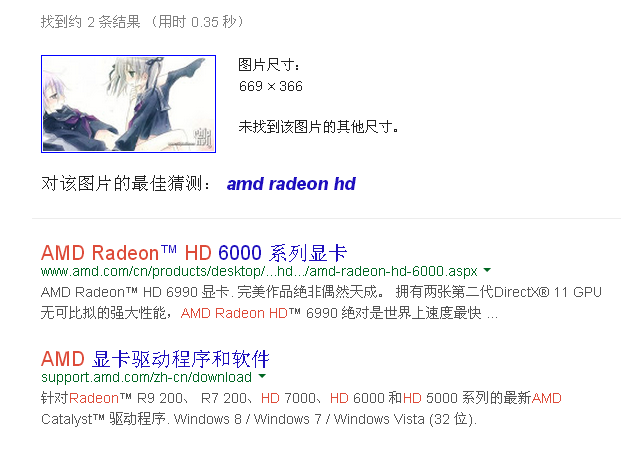 找到约 2 条结果 （用时 0.35 秒）
图片尺寸：
669 × 366
未找到该图片的其他尺寸。
对该图片的最佳猜测： amd radeon hd
AMD Radeon™ HD 6000 系列显卡
www.amd.com/cn/products/desktop/...hd.../amd-radeon-hd-6000.aspx
AMD Radeon™ HD 6990 显卡. 完美作品绝非偶然天成。 拥有两张第二代DirectX® 11 GPU
无可比拟的强大性能，AMD Radeon HD™ 6990 绝对是世界上速度最快 ...
AMD 显卡驱动程序和软件
support.amd.com/zh-cn/download
针对Radeon™ R9 200、 R7 200、HD 7000、HD 6000 和HD 5000 系列的最新AMD
Catalyst™ 驱动程序. Windows 8 / Windows 7 / Windows Vista (32 位).